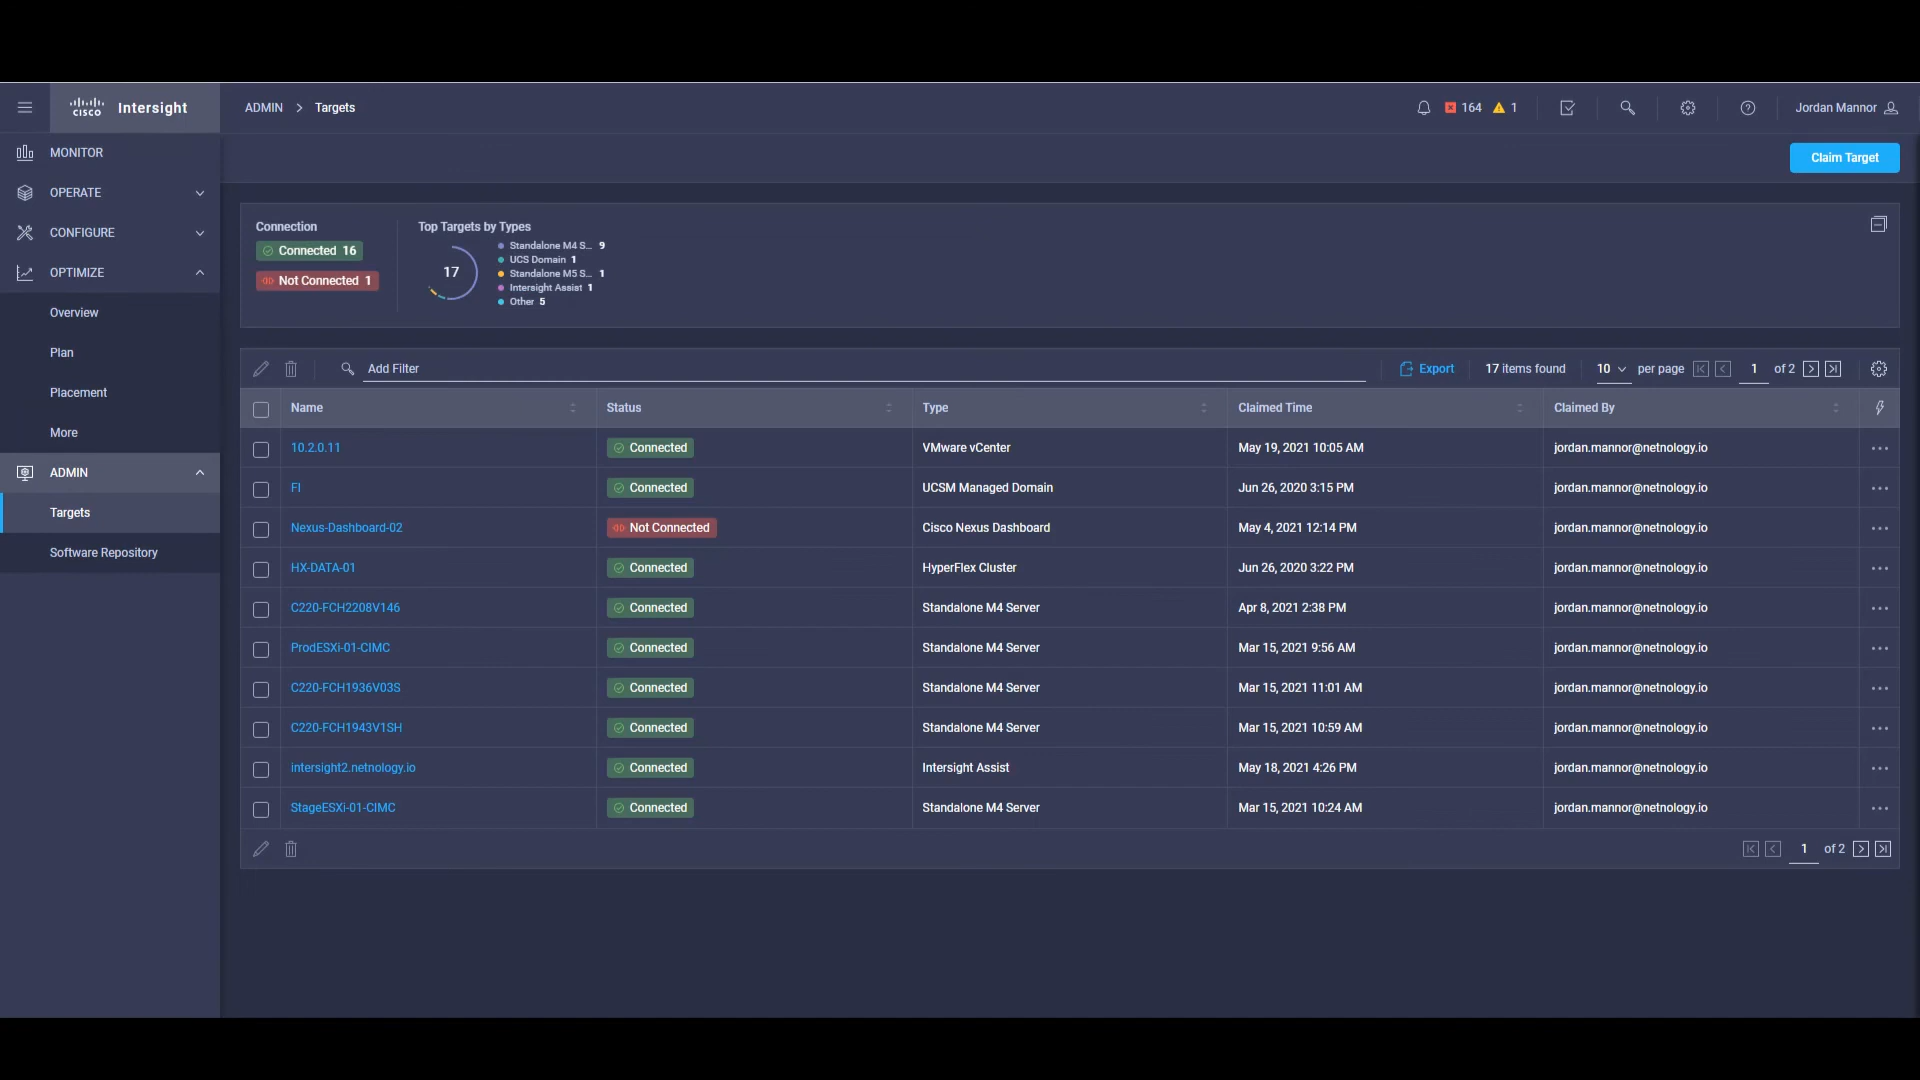 CISCO Intersight
ADMIN > Targets
164 1
Jordan Mannor
MONITOR
OPERATE
CONFIGURE
OPTIMIZE
Overview
Plan
Placement
More
ADMIN
Targets
Software Repository
Claim Target
Connection
Connected 16
Not Connected 1
Top Targets by Types
17
Standalone M4 S... 9
UCS Domain 1
Standalone M5 S... 1
Intersight Assist 1
Other 5
Add Filter Export 17 items found 10 per page 1 of 2
Name Status Type Claimed Time Claimed By
10.2.0.11 Connected VMware vCenter May 19, 2021 10:05 AM jordan.mannor@netnology.io
FI Connected UCSM Managed Domain Jun 26, 2020 3:15 PM jordan.mannor@netnology.io
Nexus-Dashboard-02 Not Connected Cisco Nexus Dashboard May 4, 2021 12:14 PM jordan.mannor@netnology.io
HX-DATA-01 Connected HyperFlex Cluster Jun 26, 2020 3:22 PM jordan.mannor@netnology.io
C220-FCH2208V146 Connected Standalone M4 Server Apr 8, 2021 2:38 PM jordan.mannor@netnology.io
ProdESXi-01-CIMC Connected Standalone M4 Server Mar 15, 2021 9:56 AM jordan.mannor@netnology.io
C220-FCH1936V03S Connected Standalone M4 Server Mar 15, 2021 11:01 AM jordan.mannor@netnology.io
C220-FCH1943V1SH Connected Standalone M4 Server Mar 15, 2021 10:59 AM jordan.mannor@netnology.io
intersight2.netnology.io Connected Intersight Assist May 18, 2021 4:26 PM jordan.mannor@netnology.io
StageESXi-01-CIMC Connected Standalone M4 Server Mar 15, 2021 10:24 AM jordan.mannor@netnology.io
1 of 2